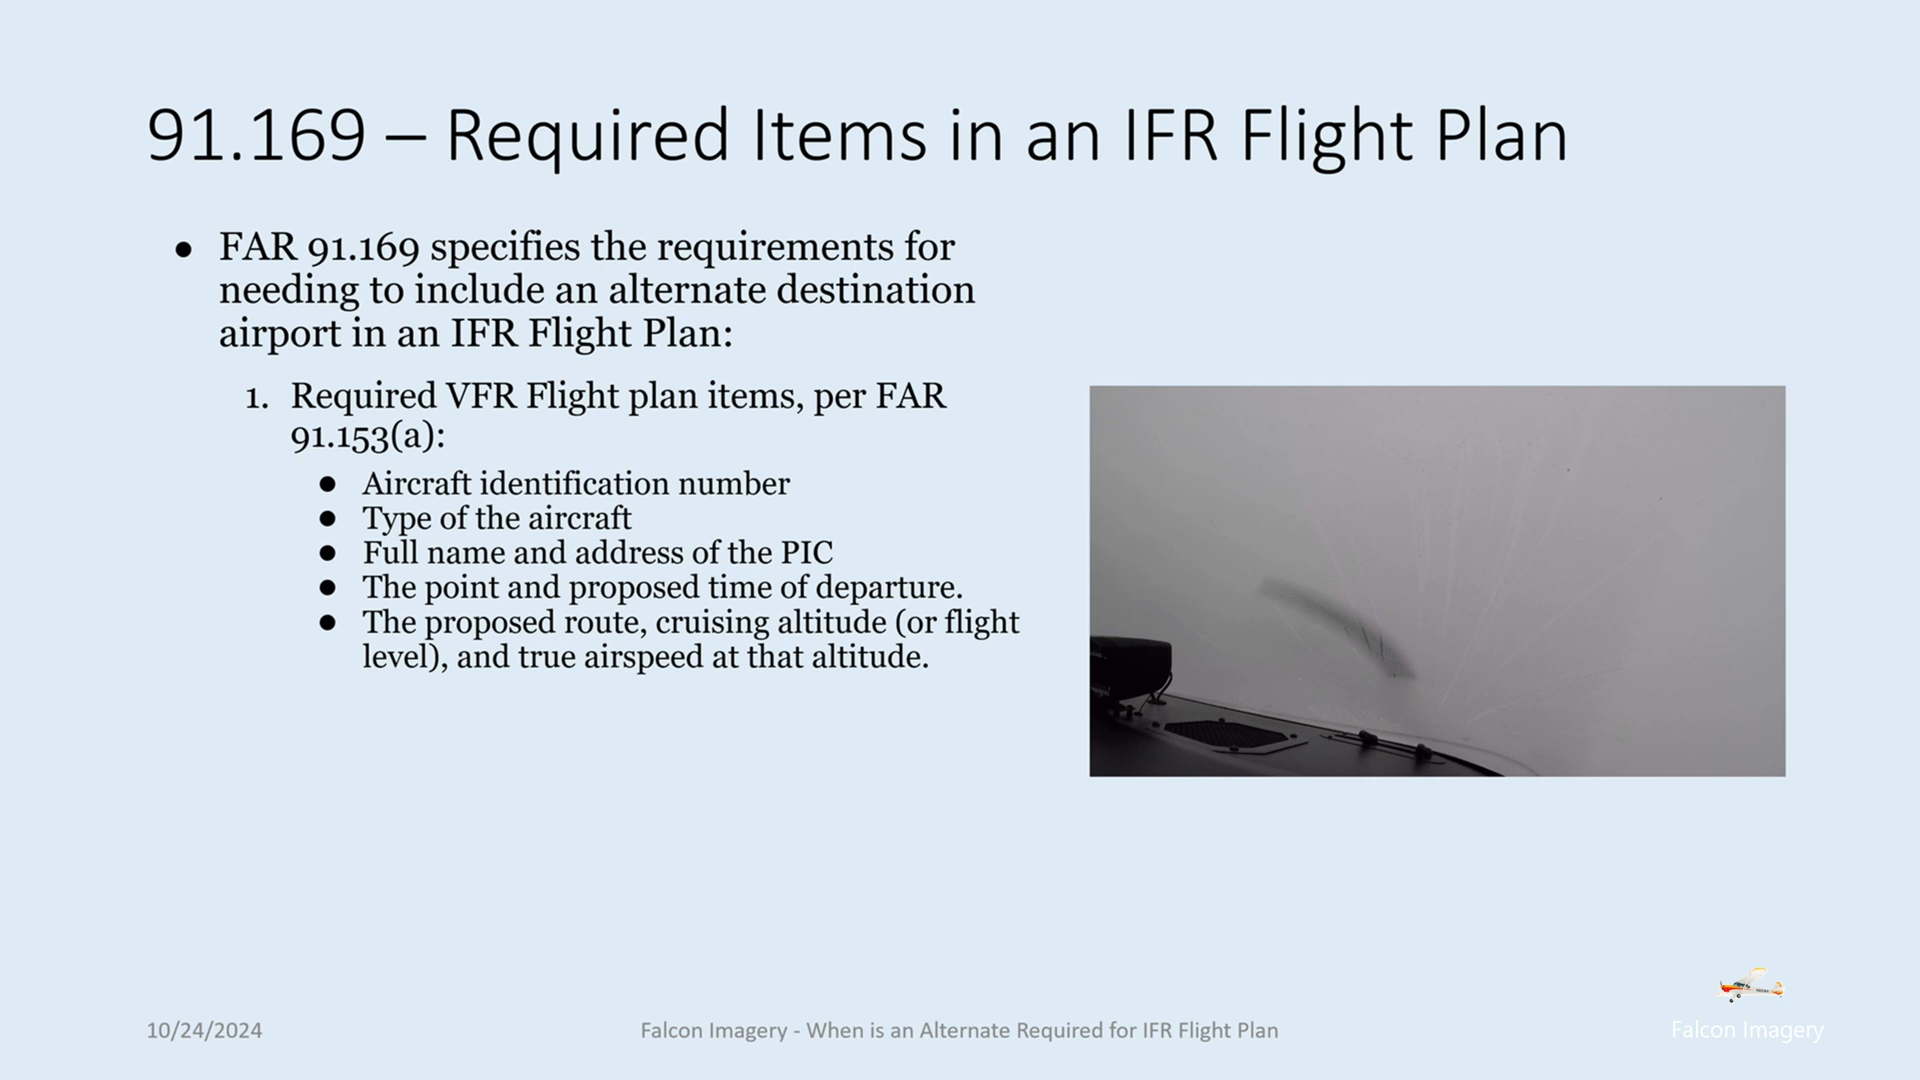 91.169 – Required Items in an IFR Flight Plan
● FAR 91.169 specifies the requirements for
needing to include an alternate destination
airport in an IFR Flight Plan:
1. Required VFR Flight plan items, per FAR
91.153(a):
● Aircraft identification number
● Type of the aircraft
● Full name and address of the PIC
● The point and proposed time of departure.
● The proposed route, cruising altitude (or flight
level), and true airspeed at that altitude.
10/24/2024
Falcon Imagery - When is an Alternate Required for IFR Flight Plan
Falcon Imagery